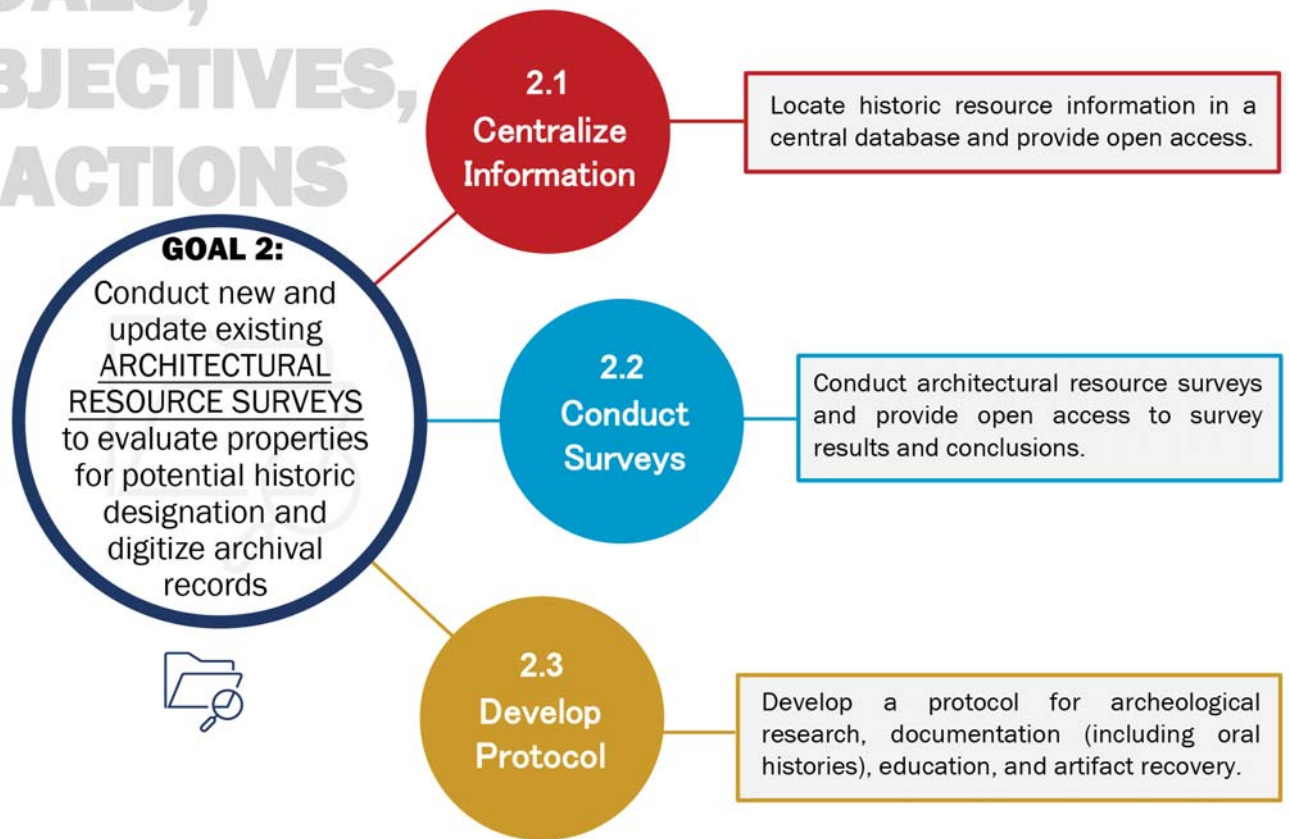 OBJECTIVES,
ACTIONS
GOAL 2:
Conduct new and
update existing
ARCHITECTURAL
RESOURCE SURVEYS
to evaluate properties
for potential historic
designation and
digitize archival
records
2.1
Centralize
Information
Locate historic resource information in a
central database and provide open access.
2.2
Conduct
Surveys
Conduct architectural resource surveys
and provide open access to survey
results and conclusions.
2.3
Develop
Protocol
Develop a protocol for archeological
research, documentation (including oral
histories), education, and artifact recovery.